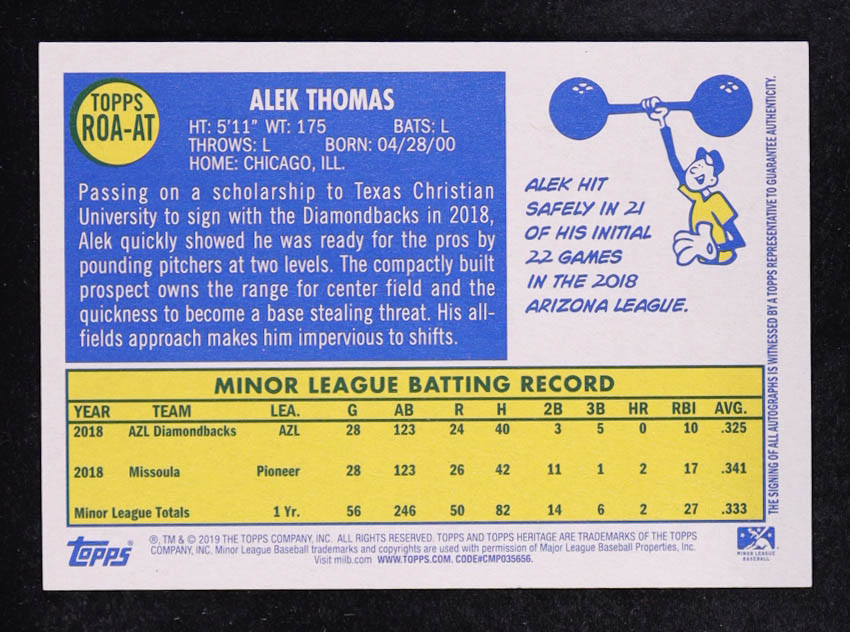 TOPPS
ROA-AT
ALEK THOMAS
HT: 5'11" WT: 175 BATS: L
THROWS: L BORN: 04/28/00
HOME: CHICAGO, ILL.
Passing on a scholarship to Texas Christian
University to sign with the Diamondbacks in 2018,
Alek quickly showed he was ready for the pros by
pounding pitchers at two levels. The compactly built
prospect owns the range for center field and the
quickness to become a base stealing threat. His all-
fields approach makes him impervious to shifts.
ALEK HIT
SAFELY IN 21
OF HIS INITIAL
22 GAMES
IN THE 2018
ARIZONA LEAGUE.
THE SIGNING OF ALL AUTOGRAPHS IS WITNESSED BY A TOPPS REPRESENTATIVE TO GUARANTEE AUTHENTICITY.
MINOR LEAGUE BATTING RECORD
YEAR TEAM LEA. G AB R H 2B 3B HR RBI AVG.
2018 AZL Diamondbacks AZL 28 123 24 40 3 5 0 10 .325
2018 Missoula Pioneer 28 123 26 42 11 1 2 17 .341
Minor League Totals 1 Yr. 56 246 50 82 14 6 2 27 .333
Topps®
®, TM & © 2019 THE TOPPS COMPANY, INC. ALL RIGHTS RESERVED. TOPPS AND TOPPS HERITAGE ARE TRADEMARKS OF THE TOPPS
COMPANY, INC. Minor League Baseball trademarks and copyrights are used with permission of Major League Baseball Properties, Inc.
Visit milb.com WWW.TOPPS.COM. CODE#CMP035656.
MINOR LEAGUE
BASEBALL